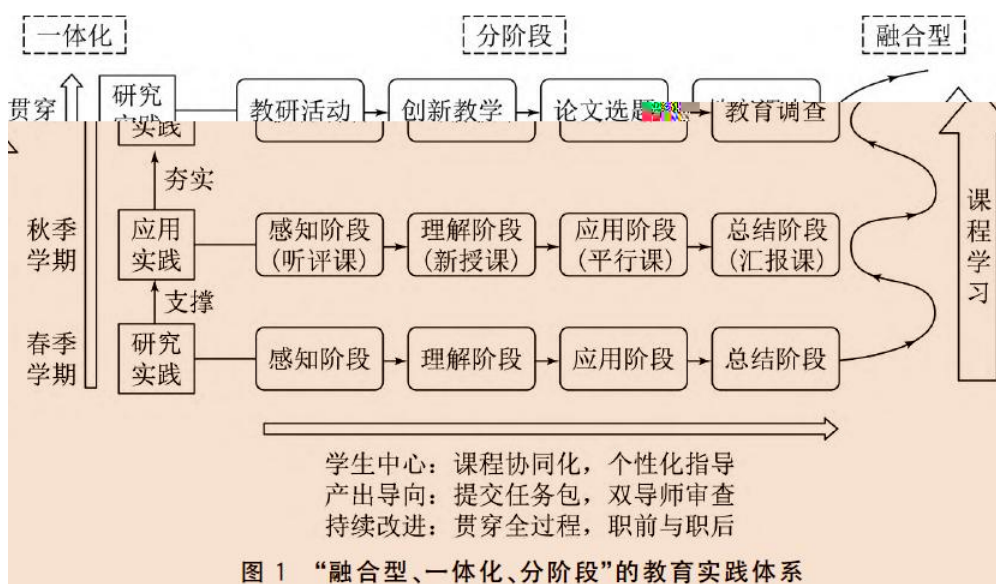 一体化
分阶段
融合型
贯穿
研究
实践
教研活动
创新教学
论文选题
教育调查
夯实
秋季
学期
应用
实践
感知阶段
(听评课)
理解阶段
(新授课)
应用阶段
(平行课)
总结阶段
(汇报课)
课程学习
支撑
春季
学期
研究
实践
感知阶段
理解阶段
应用阶段
总结阶段
学生中心：课程协同化，个性化指导
产出导向：提交任务包，双导师审查
持续改进：贯穿全过程，职前与职后
图 1 “融合型、一体化、分阶段”的教育实践体系